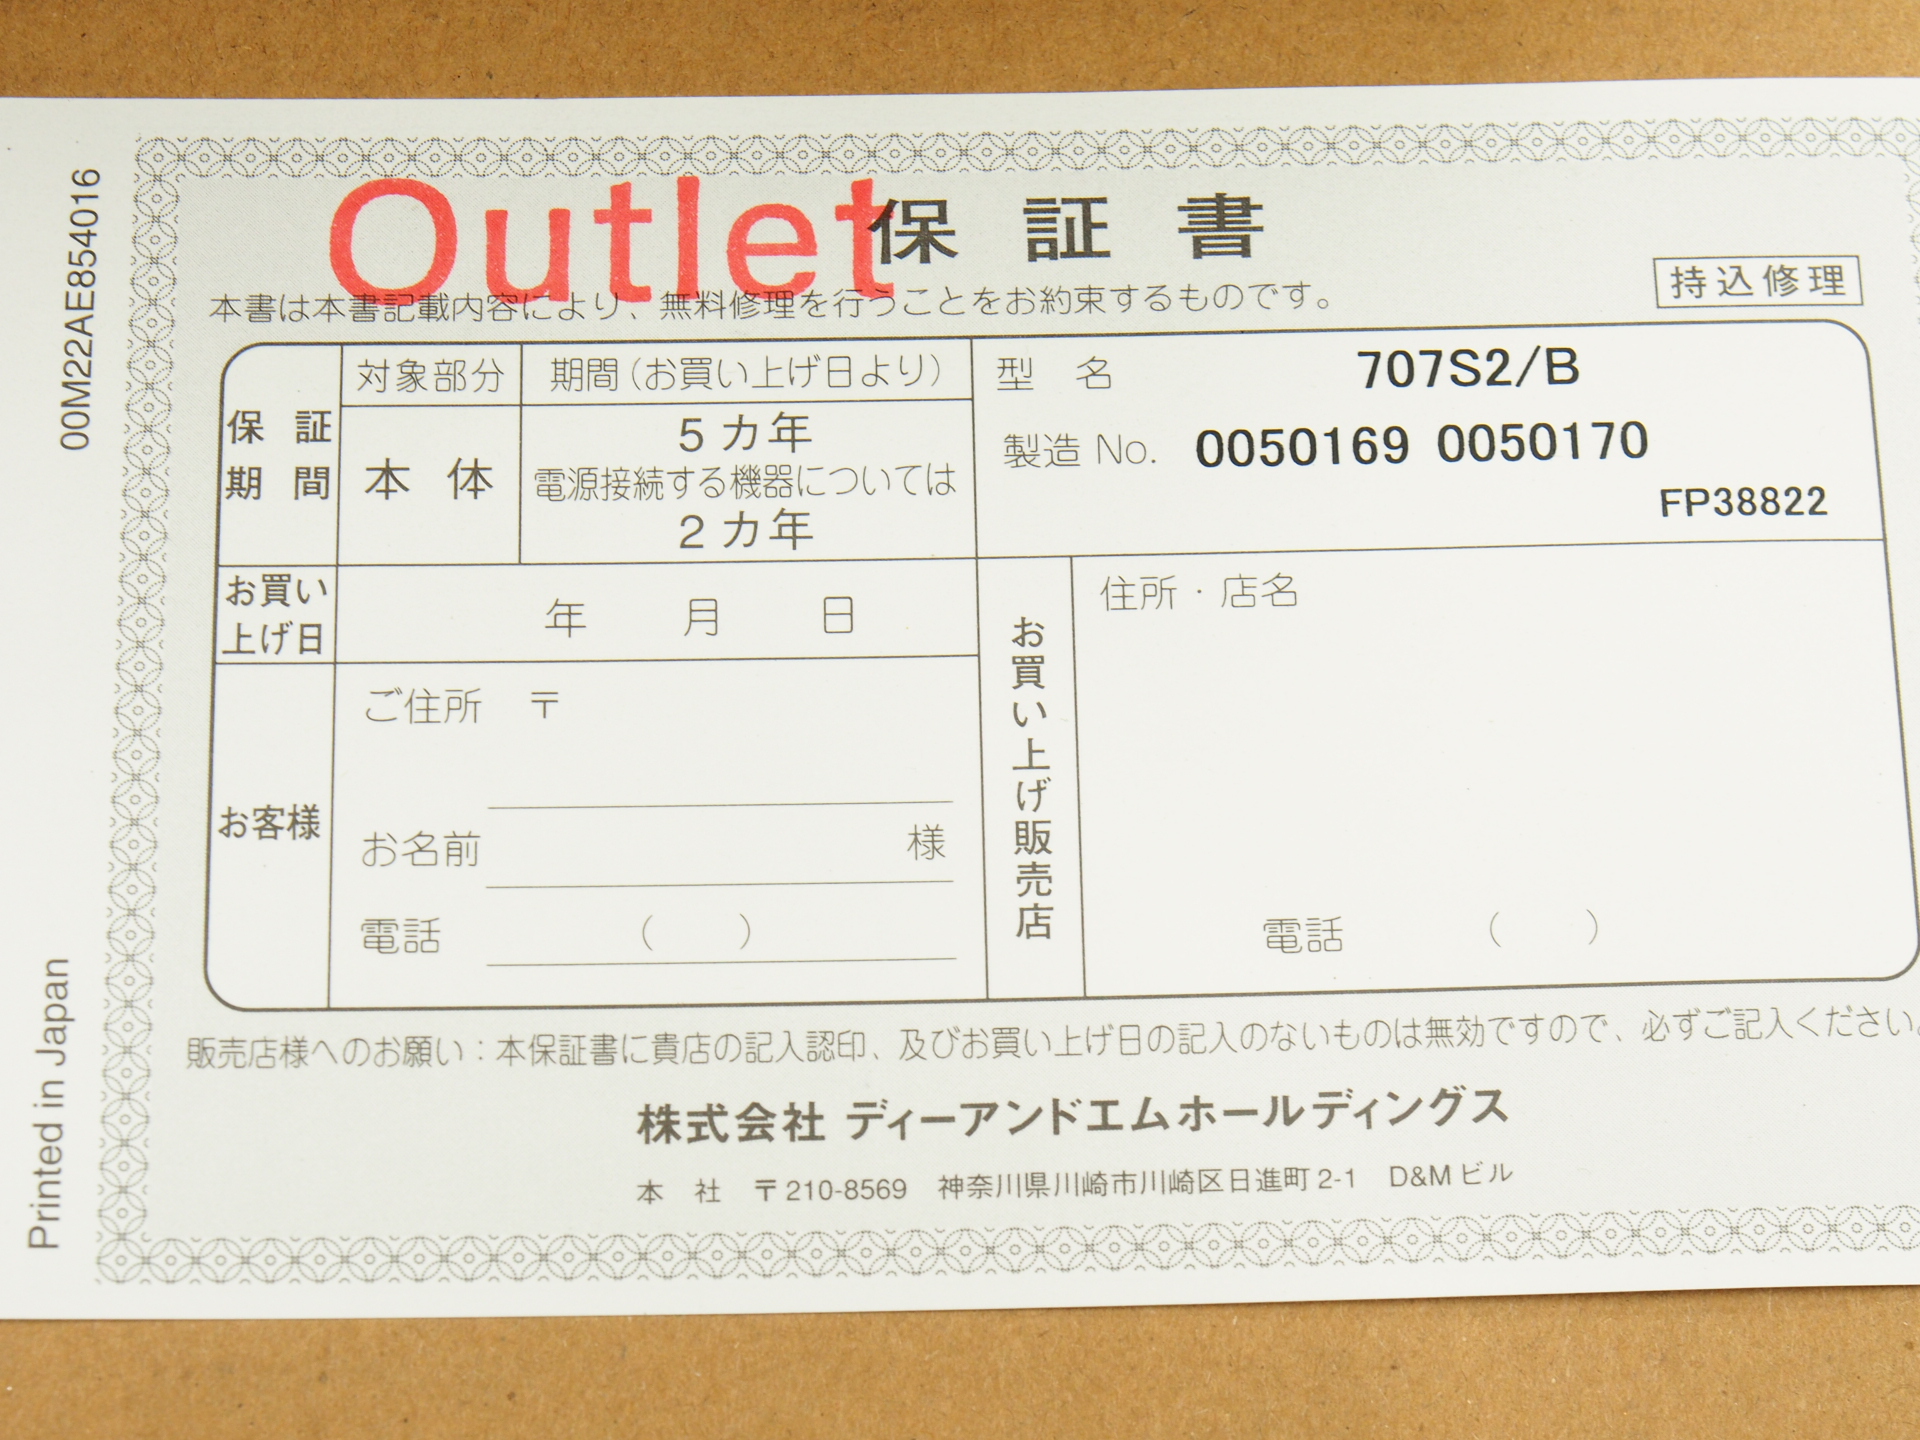 00M22AE854016
Outlet
保証書
本書は本書記載内容により、無料修理を行うことをお約束するものです。
持込修理
保証期間
対象部分
期間(お買い上げ日より)
本体
5カ年
電源接続する機器については
2カ年
型名 707S2/B
製造No. 0050169 0050170
FP38822
お買い上げ日
年 月 日
お客様
ご住所 〒
お名前 様
電話 ( )
お買い上げ販売店
住所・店名
電話 ( )
販売店様へのお願い:本保証書に貴店の記入認印、及びお買い上げ日の記入のないものは無効ですので、必ずご記入ください。
株式会社 ディーアンドエムホールディングス
本社 〒210-8569 神奈川県川崎市川崎区日進町2-1 D&Mビル
Printed in Japan